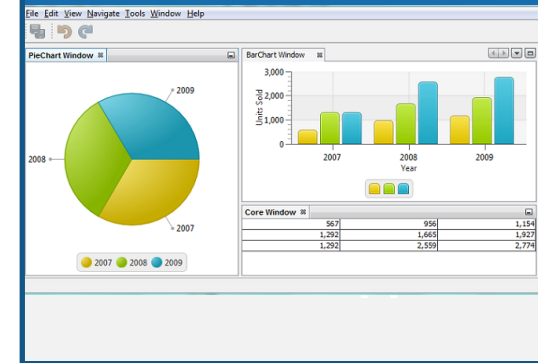 File Edit View Navigate Tools Window Help
PieChart Window
2009
2008
2007
2007 2008 2009
BarChart Window
3,000
2,000
1,000
0
Units Sold
2007 2008 2009
Year
Core Window
567 956 1,154
1,292 1,665 1,927
1,292 2,559 2,774